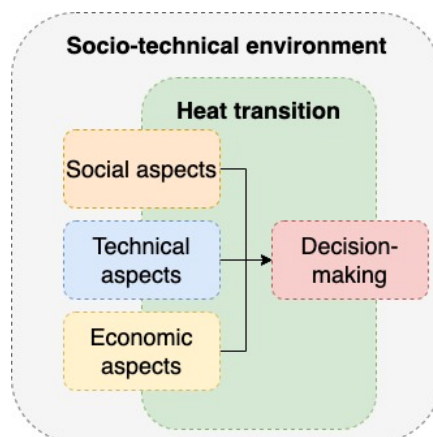 Socio-technical environment
Heat transition
Social aspects
Technical
aspects
Decision-
making
Economic
aspects